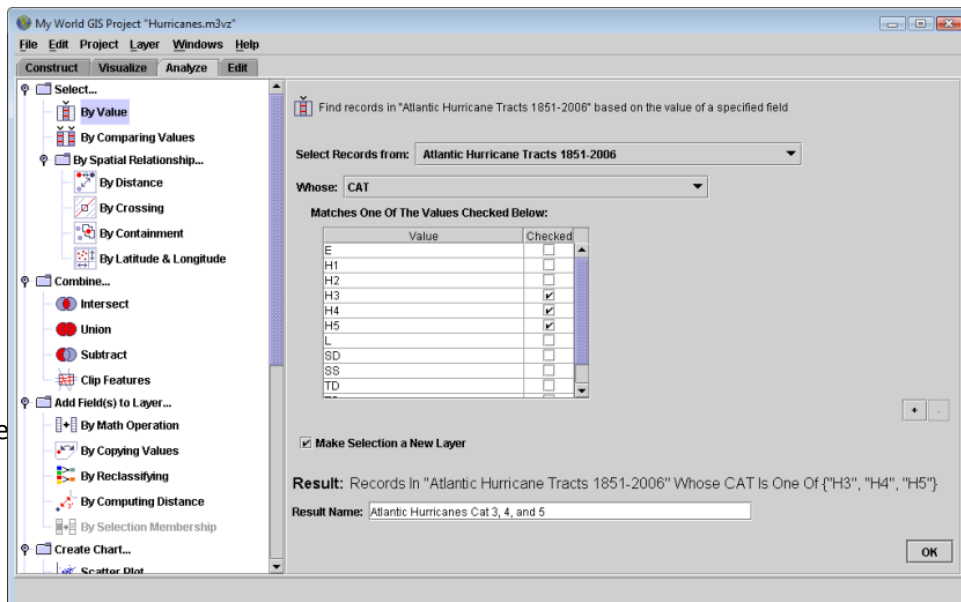 My World GIS Project "Hurricanes.m3vz"
File Edit Project Layer Windows Help
Construct Visualize Analyze Edit
Select...
By Value
By Comparing Values
By Spatial Relationship...
By Distance
By Crossing
By Containment
By Latitude & Longitude
Combine...
Intersect
Union
Subtract
Clip Features
Add Field(s) to Layer...
By Math Operation
By Copying Values
By Reclassifying
By Computing Distance
By Selection Membership
Create Chart...
Scatter Plot
e
Find records in "Atlantic Hurricane Tracts 1851-2006" based on the value of a specified field
Select Records from: Atlantic Hurricane Tracts 1851-2006
Whose: CAT
Matches One Of The Values Checked Below:
Value Checked
E
H1
H2
H3
H4
H5
L
SD
SS
TD
+ -
Make Selection a New Layer
Result: Records In "Atlantic Hurricane Tracts 1851-2006" Whose CAT Is One Of {"H3", "H4", "H5"}
Result Name: Atlantic Hurricanes Cat 3, 4, and 5
OK